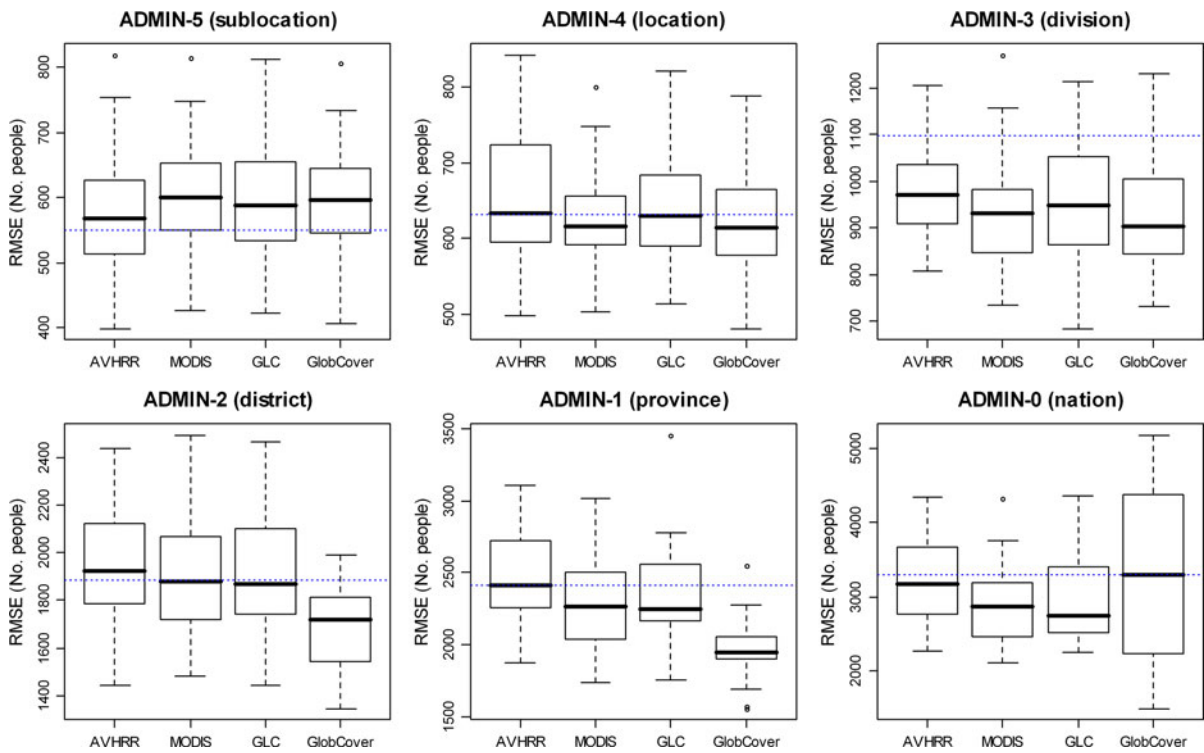 ADMIN-5 (sublocation) ADMIN-4 (location) ADMIN-3 (division)
RMSE (No. people)
400 500 600 700 800
AVHRR MODIS GLC GlobCover
RMSE (No. people)
500 600 700 800
AVHRR MODIS GLC GlobCover
RMSE (No. people)
700 800 900 1000 1100 1200
AVHRR MODIS GLC GlobCover
ADMIN-2 (district) ADMIN-1 (province) ADMIN-0 (nation)
RMSE (No. people)
1400 1600 1800 2000 2200 2400
AVHRR MODIS GLC GlobCover
RMSE (No. people)
1500 2000 2500 3000 3500
AVHRR MODIS GLC GlobCover
RMSE (No. people)
2000 3000 4000 5000
AVHRR MODIS GLC GlobCover